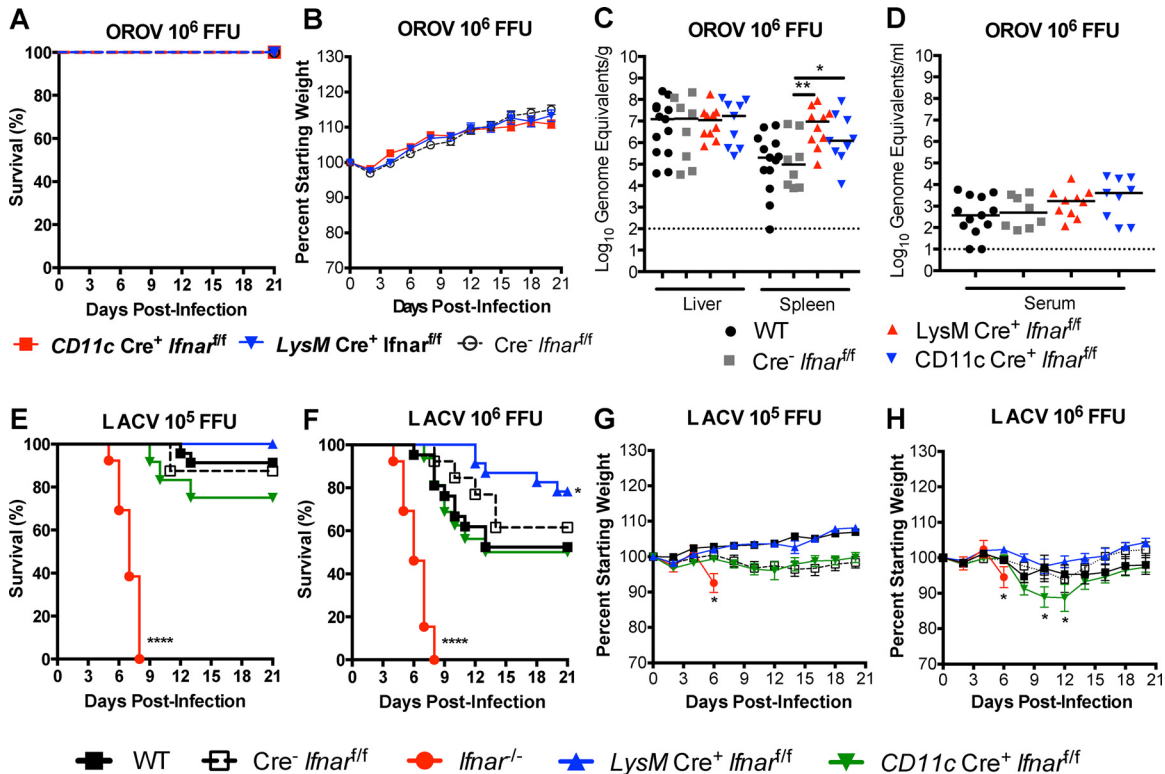 A
OROV 10⁶ FFU
Survival (%)
100
80
60
40
20
0
0 3 6 9 12 15 18 21
Days Post-Infection
B
OROV 10⁶ FFU
Percent Starting Weight
130
120
110
100
90
80
70
0 3 6 9 12 15 18 21
Days Post-Infection
CD11c Cre⁺ Ifnar^f/f LysM Cre⁺ Ifnar^f/f Cre⁻ Ifnar^f/f
C
OROV 10⁶ FFU
Log₁₀ Genome Equivalents/g
10
9
8
7
6
5
4
3
2
1
0
*
**
Liver Spleen
D
OROV 10⁶ FFU
Log₁₀ Genome Equivalents/ml
10
9
8
7
6
5
4
3
2
1
0
Serum
WT
Cre⁻ Ifnar^f/f
LysM Cre⁺ Ifnar^f/f
CD11c Cre⁺ Ifnar^f/f
E
LACV 10⁵ FFU
Survival (%)
100
80
60
40
20
0
****
0 3 6 9 12 15 18 21
Days Post-Infection
F
LACV 10⁶ FFU
Survival (%)
100
80
60
40
20
0
*
****
0 3 6 9 12 15 18 21
Days Post-Infection
G
LACV 10⁵ FFU
Percent Starting Weight
130
120
110
100
90
80
70
*
0 3 6 9 12 15 18 21
Days Post-Infection
H
LACV 10⁶ FFU
Percent Starting Weight
130
120
110
100
90
80
70
* * *
0 3 6 9 12 15 18 21
Days Post-Infection
WT Cre⁻ Ifnar^f/f Ifnar^-/- LysM Cre⁺ Ifnar^f/f CD11c Cre⁺ Ifnar^f/f